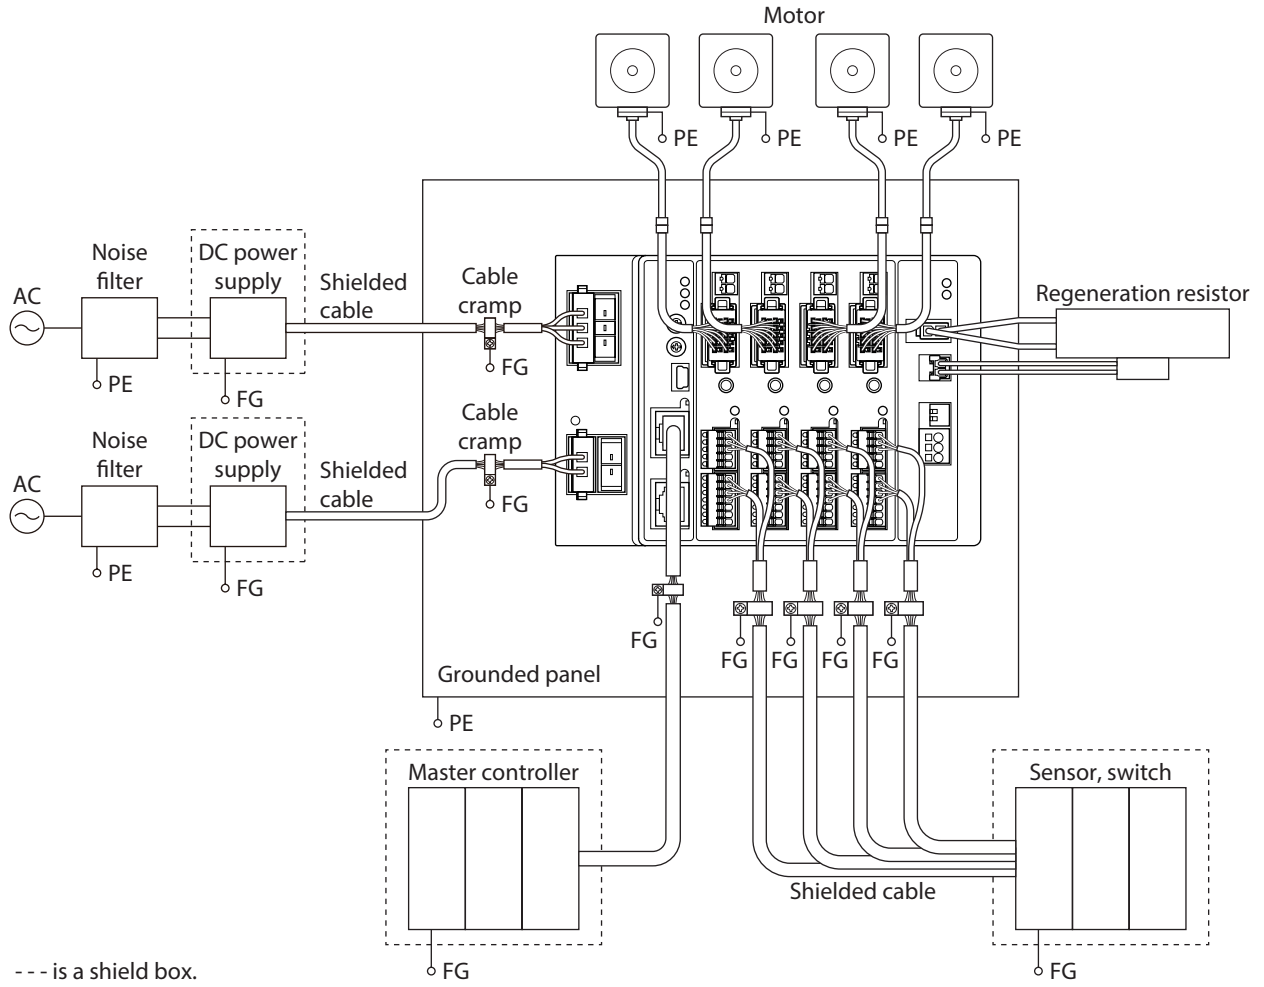 Motor
PE
PE
PE
PE
Noise
filter
DC power
supply
Shielded
cable
Cable
cramp
AC
Regeneration resistor
PE
FG
FG
Noise
filter
DC power
supply
Shielded
cable
Cable
cramp
AC
FG
PE
FG
FG
FG
FG
FG
FG
Grounded panel
PE
Master controller
Sensor, switch
Shielded cable
FG
FG
- - - is a shield box.